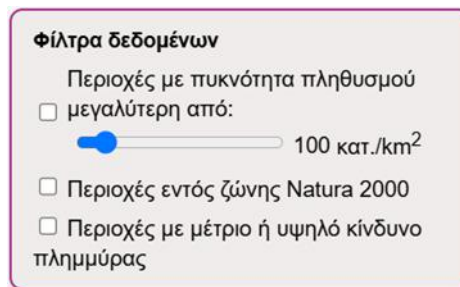 Φίλτρα δεδομένων
Περιοχές με πυκνότητα πληθυσμού
μεγαλύτερη από:
100 κατ./km²
Περιοχές εντός ζώνης Natura 2000
Περιοχές με μέτριο ή υψηλό κίνδυνο
πλημμύρας